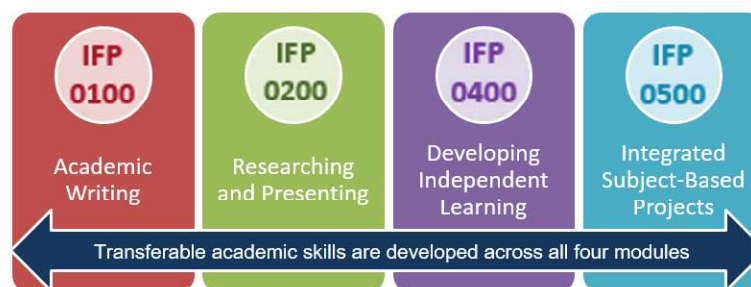 IFP
0100
Academic
Writing
IFP
0200
Researching
and Presenting
IFP
0400
Developing
Independent
Learning
IFP
0500
Integrated
Subject-Based
Projects
Transferable academic skills are developed across all four modules